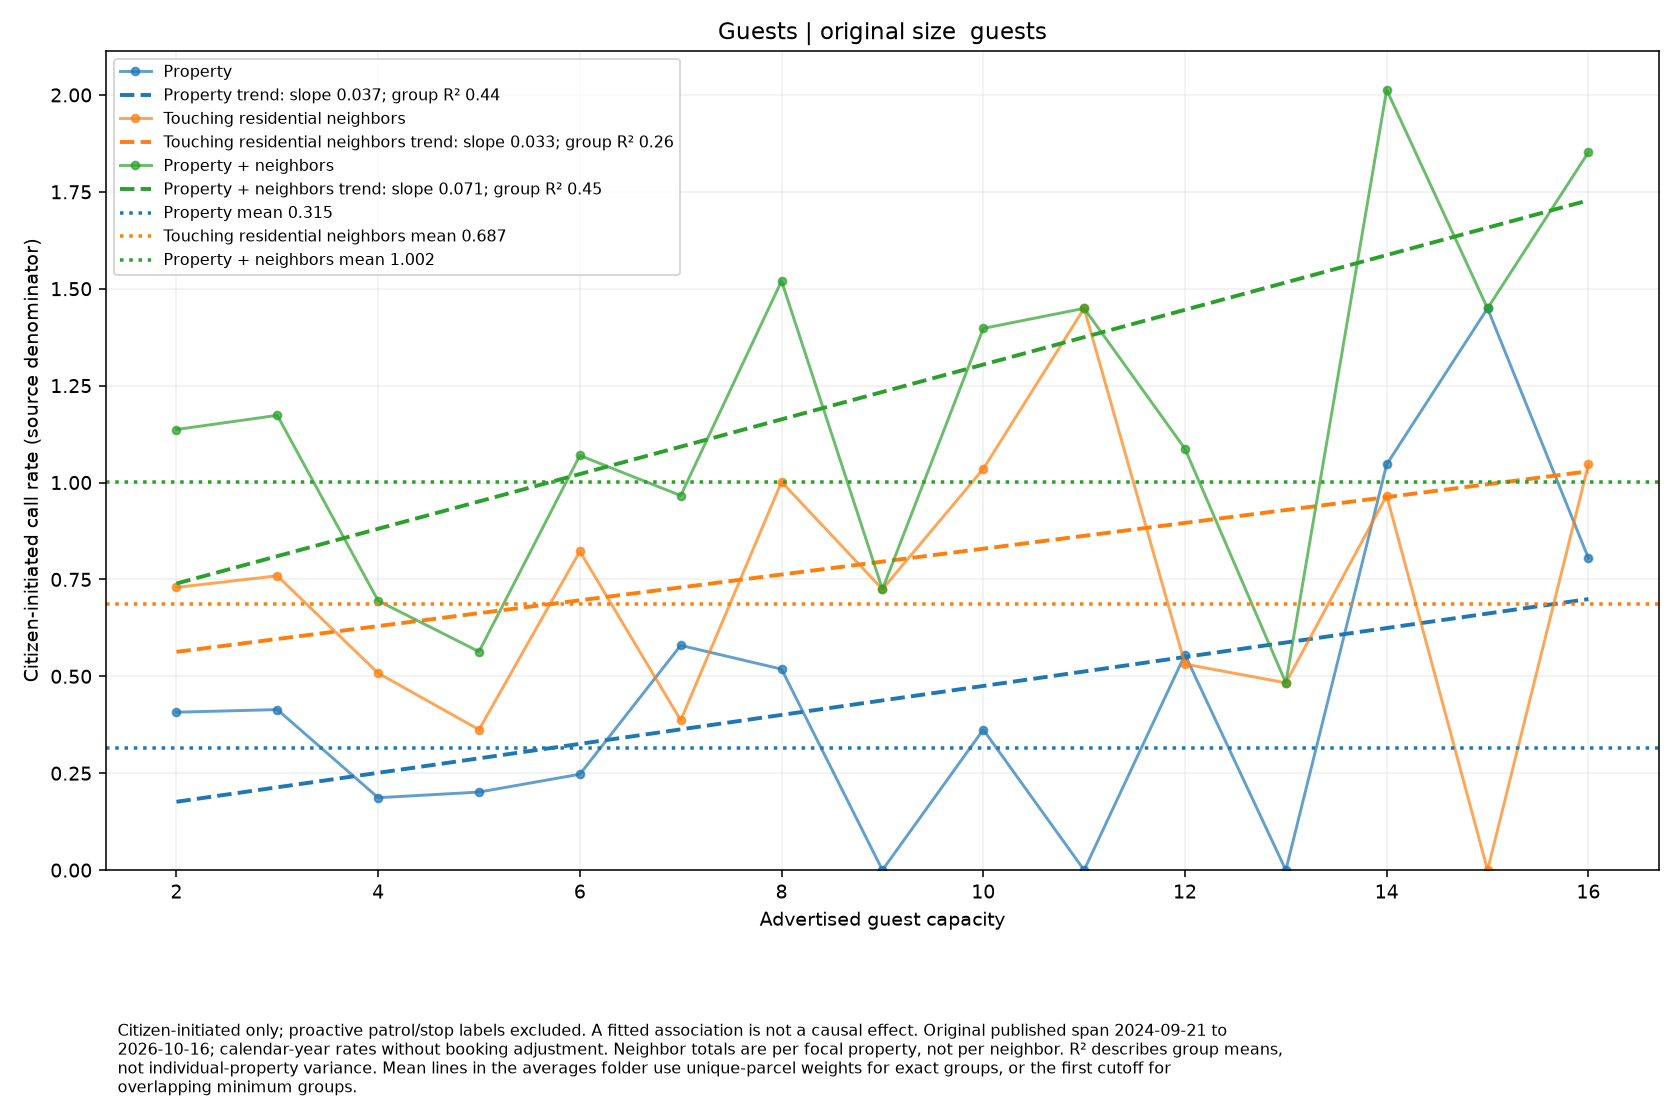 Guests | original size  guests
Property
Property trend: slope 0.037; group R² 0.44
Touching residential neighbors
Touching residential neighbors trend: slope 0.033; group R² 0.26
Property + neighbors
Property + neighbors trend: slope 0.071; group R² 0.45
Property mean 0.315
Touching residential neighbors mean 0.687
Property + neighbors mean 1.002
Citizen-initiated call rate (source denominator)
2.00
1.75
1.50
1.25
1.00
0.75
0.50
0.25
0.00
2 4 6 8 10 12 14 16
Advertised guest capacity
Citizen-initiated only; proactive patrol/stop labels excluded. A fitted association is not a causal effect. Original published span 2024-09-21 to
2026-10-16; calendar-year rates without booking adjustment. Neighbor totals are per focal property, not per neighbor. R² describes group means,
not individual-property variance. Mean lines in the averages folder use unique-parcel weights for exact groups, or the first cutoff for
overlapping minimum groups.